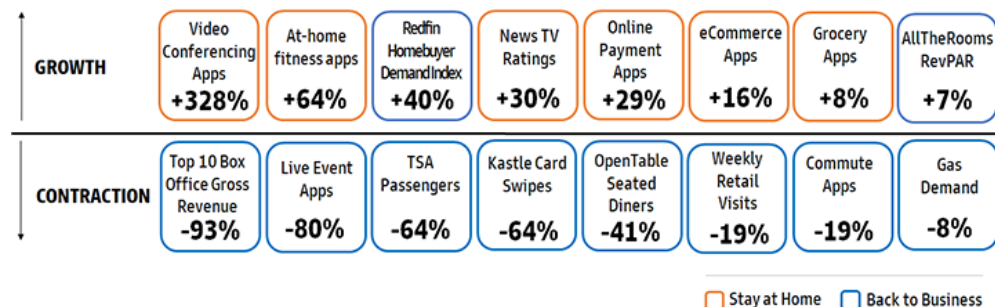 GROWTH
Video
Conferencing
Apps
+328%
At-home
fitness apps
+64%
Redfin
Homebuyer
Demand Index
+40%
News TV
Ratings
+30%
Online
Payment
Apps
+29%
eCommerce
Apps
+16%
Grocery
Apps
+8%
AllTheRooms
RevPAR
+7%
CONTRACTION
Top 10 Box
Office Gross
Revenue
-93%
Live Event
Apps
-80%
TSA
Passengers
-64%
Kastle Card
Swipes
-64%
OpenTable
Seated
Diners
-41%
Weekly
Retail
Visits
-19%
Commute
Apps
-19%
Gas
Demand
-8%
Stay at Home
Back to Business